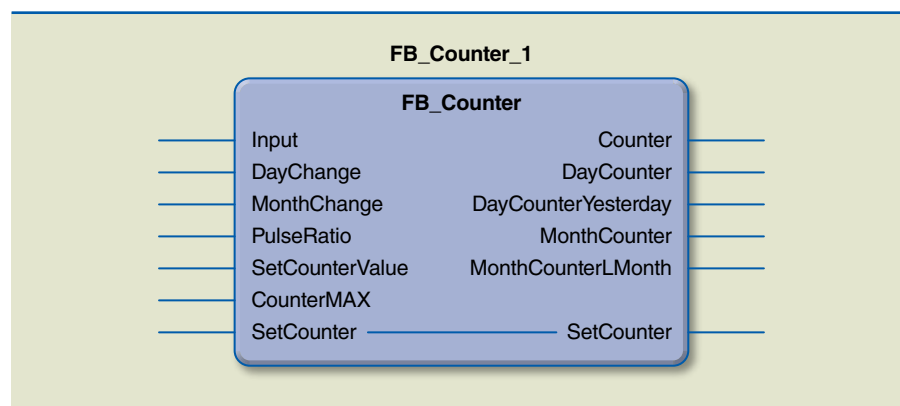 FB_Counter_1
FB_Counter
Input Counter
DayChange DayCounter
MonthChange DayCounterYesterday
PulseRatio MonthCounter
SetCounterValue MonthCounterLMonth
CounterMAX
SetCounter SetCounter